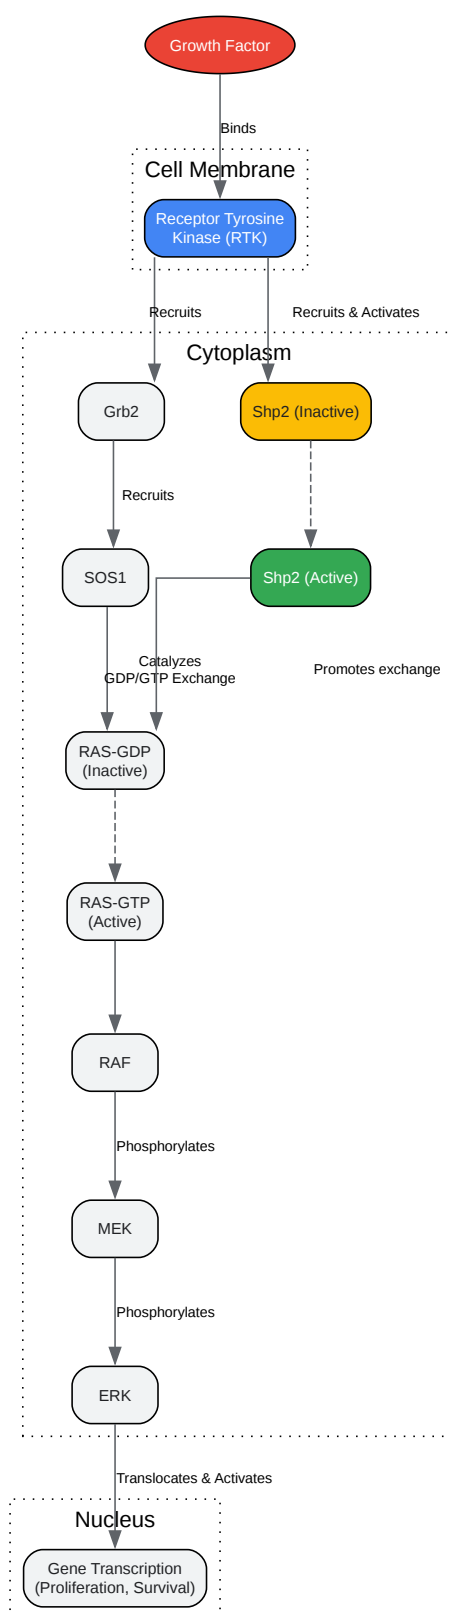 Growth Factor
Binds
Cell Membrane
Receptor Tyrosine
Kinase (RTK)
Recruits
Recruits & Activates
Cytoplasm
Grb2
Shp2 (Inactive)
Recruits
SOS1
Shp2 (Active)
Catalyzes
GDP/GTP Exchange
Promotes exchange
RAS-GDP
(Inactive)
RAS-GTP
(Active)
RAF
Phosphorylates
MEK
Phosphorylates
ERK
Translocates & Activates
Nucleus
Gene Transcription
(Proliferation, Survival)